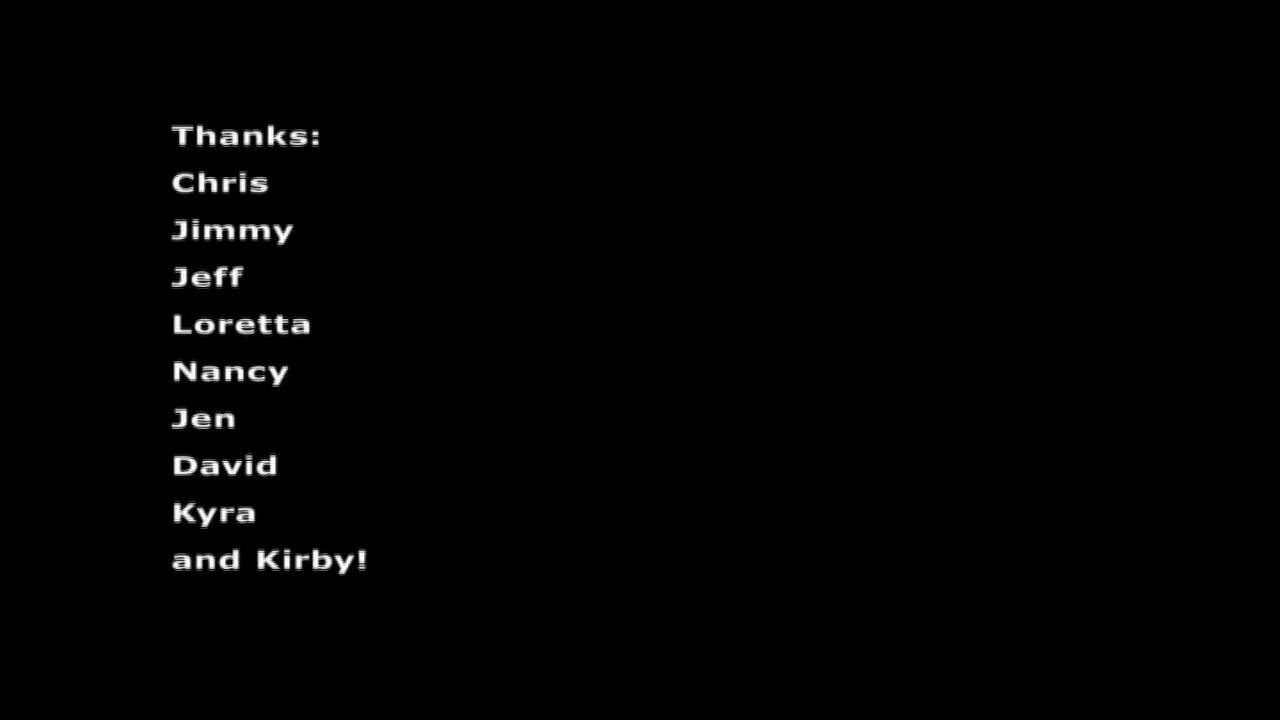 Thanks:
Chris
Jimmy
Jeff
Loretta
Nancy
Jen
David
Kyra
and Kirby!